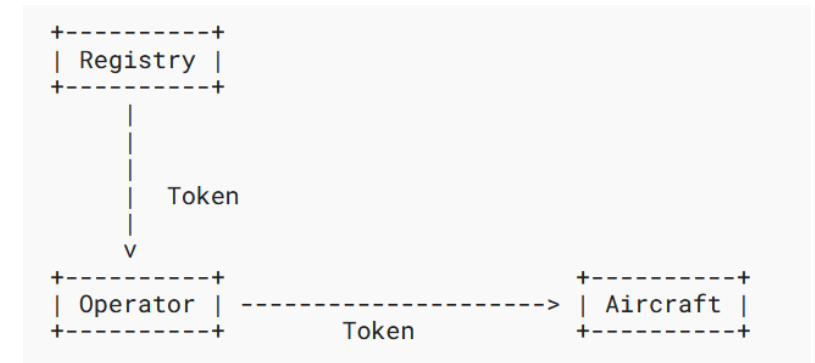 +----------+
| Registry |
+----------+
     |
     |
     |
     |  Token
     |
     v
+----------+                        +----------+
| Operator | ---------------------> | Aircraft |
+----------+        Token           +----------+